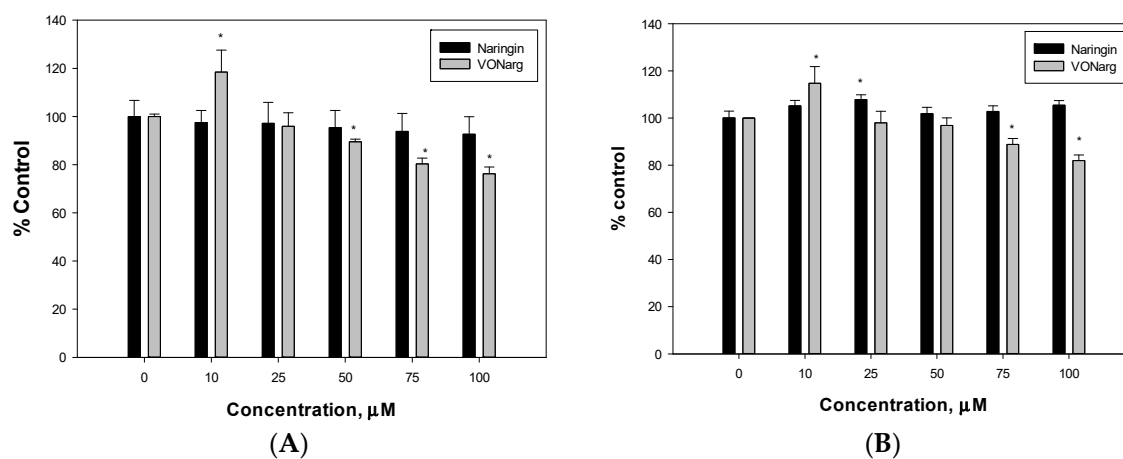 140
120
100
80
60
40
20
0
% Control
Naringin
VONarg
*
*
*
*
0 10 25 50 75 100
Concentration, µM
(A)
140
120
100
80
60
40
20
0
% control
Naringin
VONarg
*
*
*
*
0 10 25 50 75 100
Concentration, µM
(B)